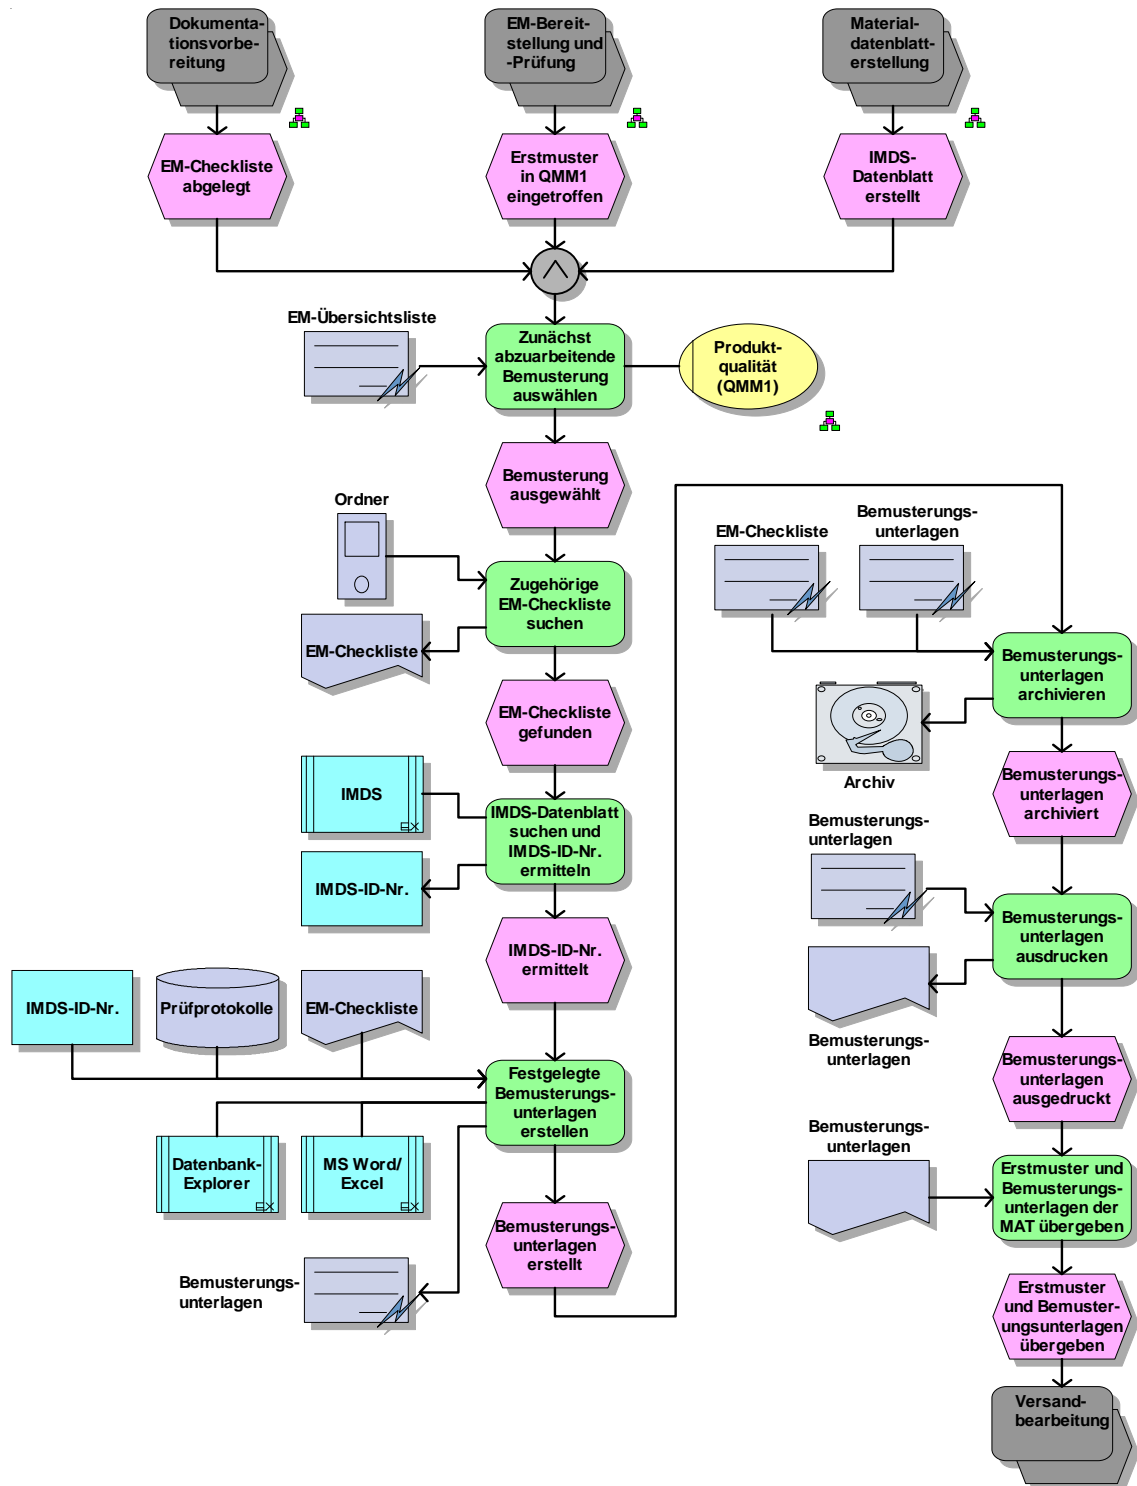 Dokumenta-
tionsvorbe-
reitung
EM-Bereit-
stellung und
-Prüfung
Material-
datenblatt-
erstellung
EM-Checkliste
abgelegt
Erstmuster
in QMM1
eingetroffen
IMDS-
Datenblatt
erstellt
EM-Übersichtsliste
Zunächst
abzuarbeitende
Bemusterung
auswählen
Produkt-
qualität
(QMM1)
Bemusterung
ausgewählt
Ordner
Zugehörige
EM-Checkliste
suchen
EM-Checkliste
EM-Checkliste
gefunden
IMDS
IMDS-Datenblatt
suchen und
IMDS-ID-Nr.
ermitteln
IMDS-ID-Nr.
IMDS-ID-Nr.
ermittelt
IMDS-ID-Nr.
Prüfprotokolle
EM-Checkliste
Festgelegte
Bemusterungs-
unterlagen
erstellen
Datenbank-
Explorer
MS Word/
Excel
Bemusterungs-
unterlagen
erstellt
Bemusterungs-
unterlagen
EM-Checkliste
Bemusterungs-
unterlagen
Bemusterungs-
unterlagen
archivieren
Archiv
Bemusterungs-
unterlagen
archiviert
Bemusterungs-
unterlagen
Bemusterungs-
unterlagen
ausdrucken
Bemusterungs-
unterlagen
Bemusterungs-
unterlagen
ausgedruckt
Bemusterungs-
unterlagen
Erstmuster und
Bemusterungs-
unterlagen der
MAT übergeben
Erstmuster
und Bemuster-
ungsunterlagen
übergeben
Versand-
bearbeitung